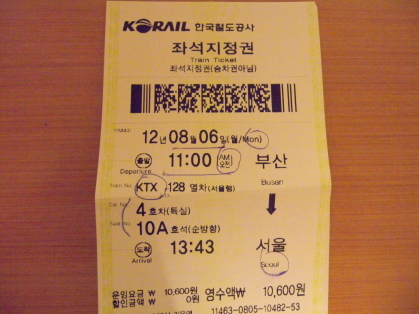 KORAIL 한국철도공사
좌석지정권
Train Ticket
좌석지정권(승차권아님)
12년 08월 06일(월/Mon)
출발 11:00 AM 오전 부산
Departure Busan
Train No. KTX 128 열차(서울행)
Car No. 4 호차(특실)
Seat No. 10A 호석(순방향)
도착 13:43 서울
Arrival Seoul
운임요금 ₩ 10,600원 영수액₩ 10,600원
할인금액 ₩ 0원
11463-0805-10482-53